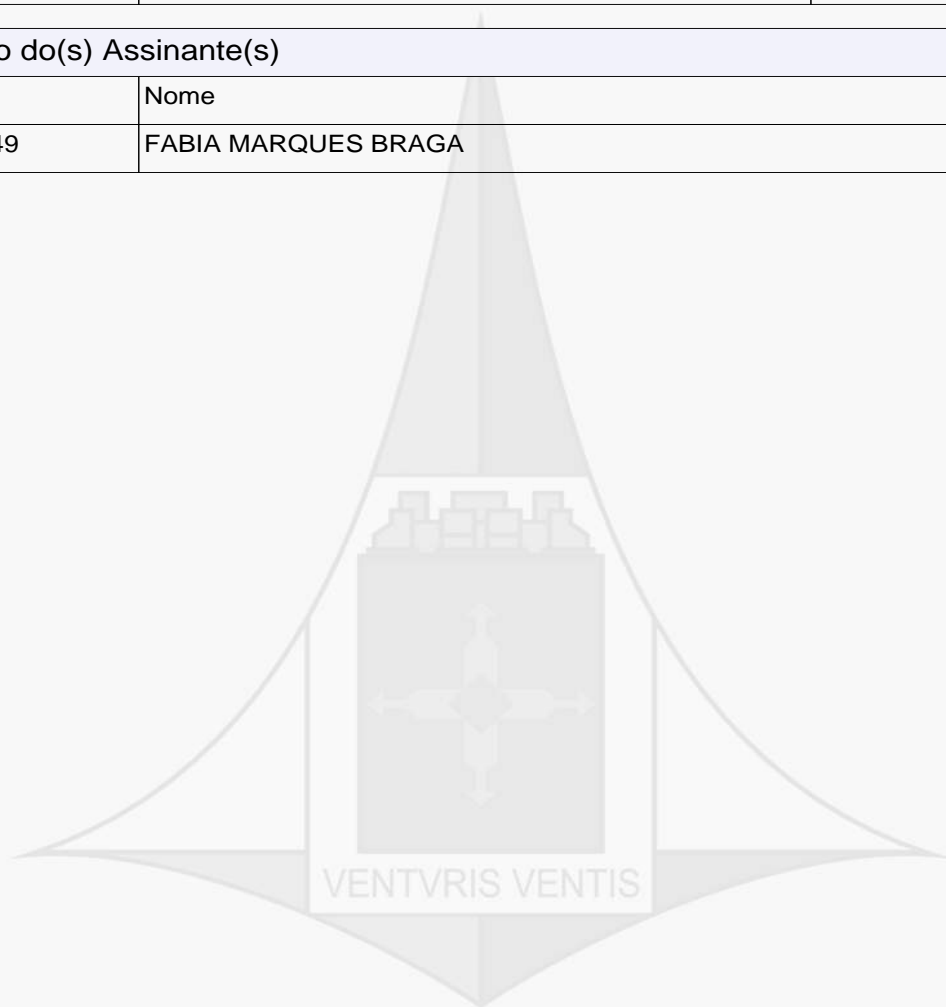 o do(s) Assinante(s)
Nome
49 FABIA MARQUES BRAGA
VENTVRIS VENTIS